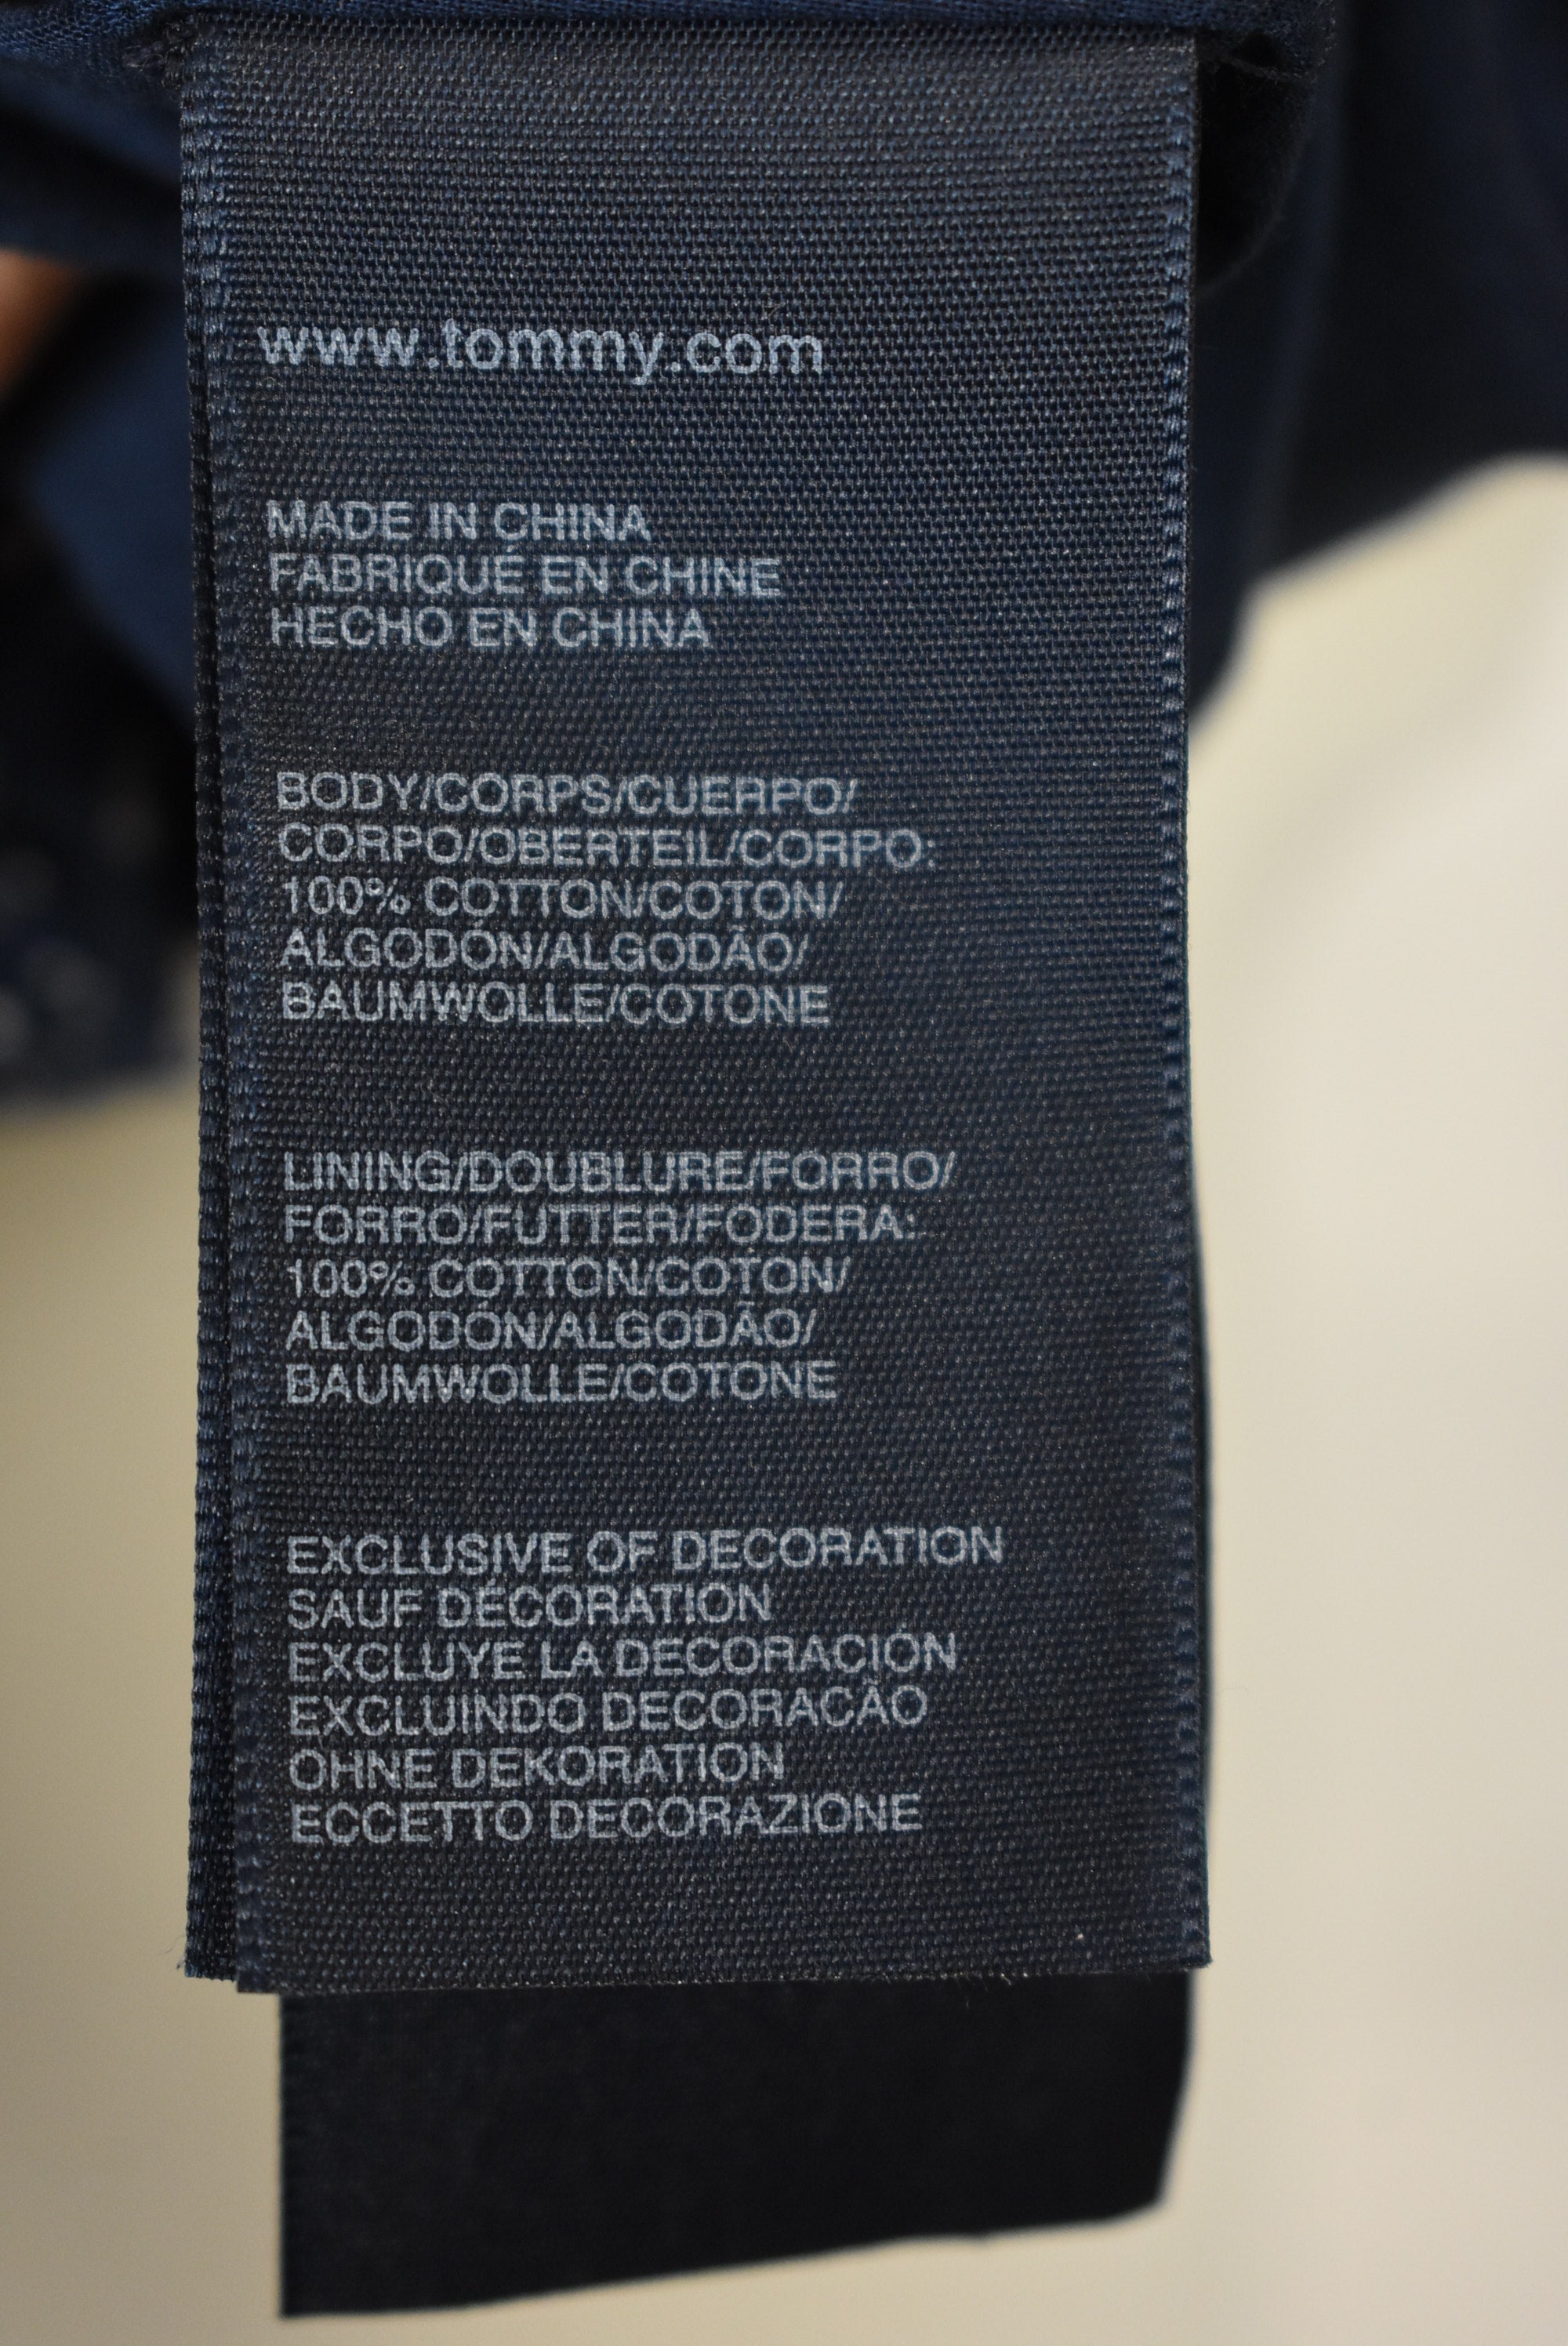 www.tommy.com
MADE IN CHINA
FABRIQUÉ EN CHINE
HECHO EN CHINA
BODY/CORPS/CUERPO/
CORPO/OBERTEIL/CORPO:
100% COTTON/COTON/
ALGODÓN/ALGODÃO/
BAUMWOLLE/COTONE
LINING/DOUBLURE/FORRO/
FORRO/FUTTER/FODERA:
100% COTTON/COTON/
ALGODÓN/ALGODÃO/
BAUMWOLLE/COTONE
EXCLUSIVE OF DECORATION
SAUF DÉCORATION
EXCLUYE LA DECORACIÓN
EXCLUINDO DECORAÇÃO
OHNE DEKORATION
ECCETTO DECORAZIONE